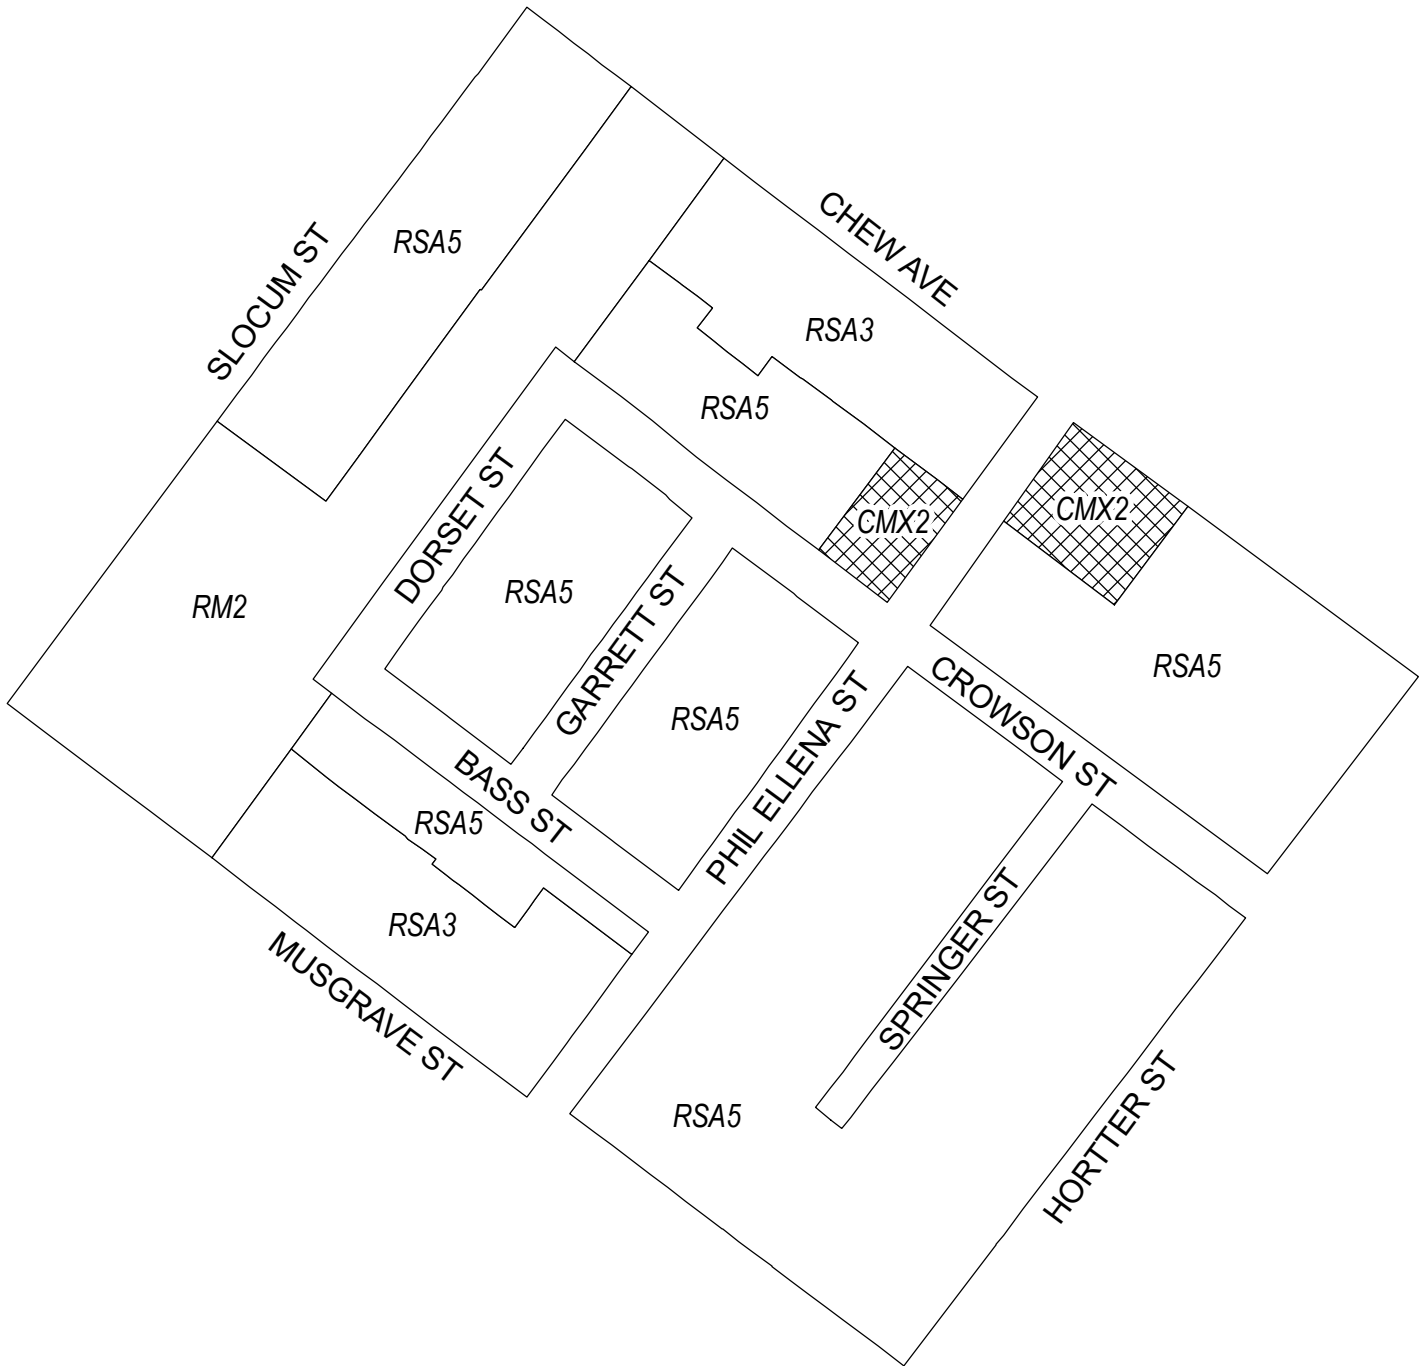 CHEW AVE
SLOCUM ST
RSA5
RSA3
RSA5
DORSET ST
CMX2
CMX2
RM2
RSA5
GARRETT ST
RSA5
RSA5
CROWSON ST
PHIL ELLENA ST
BASS ST
RSA5
RSA3
SPRINGER ST
MUSGRAVE ST
RSA5
HORTTER ST